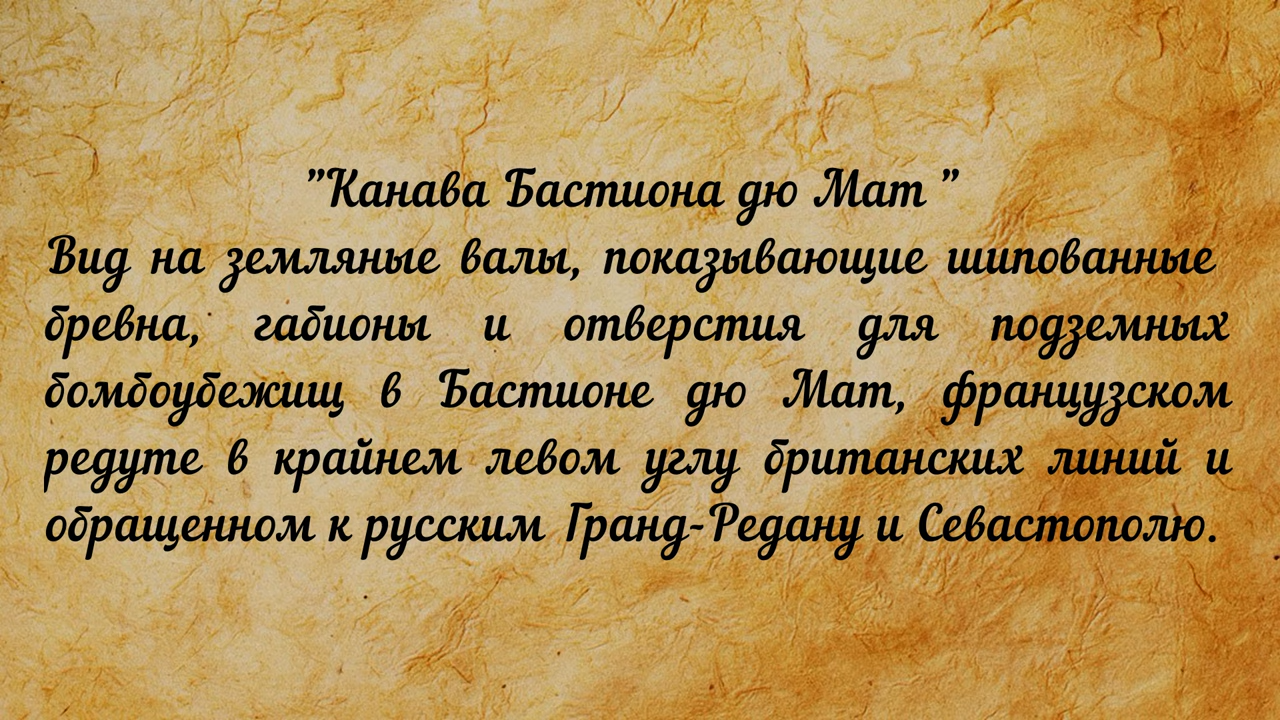 ”Канава Бастиона дю Мат ”
Вид на земляные валы, показывающие шипованные
бревна, габионы и отверстия для подземных
бомбоубежищ в Бастионе дю Мат, французском
редуте в крайнем левом углу британских линий и
обращенном к русским Гранд-Редану и Севастополю.